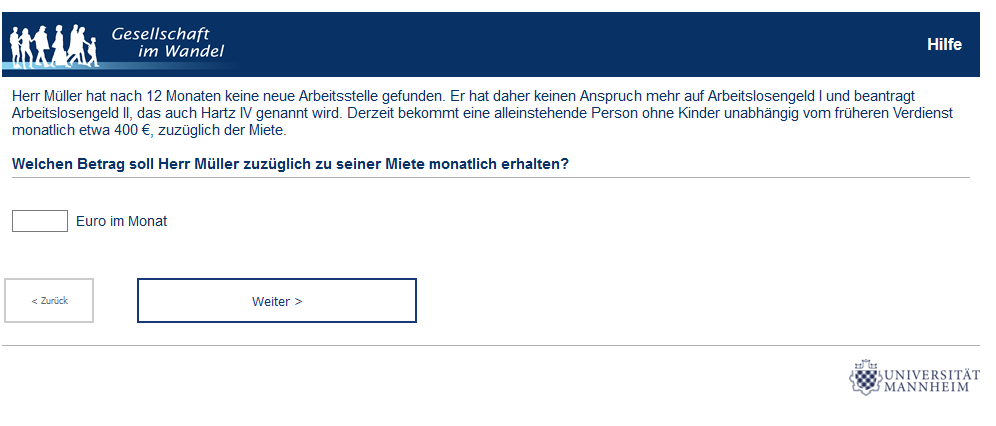 Gesellschaft
im Wandel
Hilfe
Herr Müller hat nach 12 Monaten keine neue Arbeitsstelle gefunden. Er hat daher keinen Anspruch mehr auf Arbeitslosengeld I und beantragt
Arbeitslosengeld II, das auch Hartz IV genannt wird. Derzeit bekommt eine alleinstehende Person ohne Kinder unabhängig vom früheren Verdienst
monatlich etwa 400 €, zuzüglich der Miete.
Welchen Betrag soll Herr Müller zuzüglich zu seiner Miete monatlich erhalten?
Euro im Monat
< Zurück
Weiter >
UNIVERSITÄT
MANNHEIM